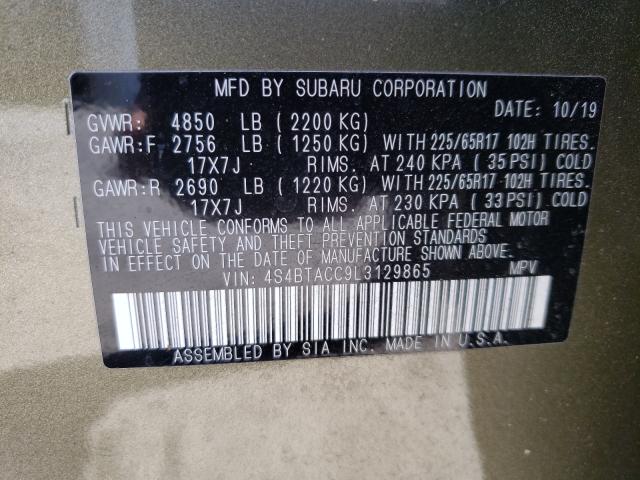 MFD BY SUBARU CORPORATION
DATE: 10/19
GVWR: 4850 LB (2200 KG)
GAWR:F 2756 LB (1250 KG) WITH 225/65R17 102H TIRES.
17X7J RIMS. AT 240 KPA (35 PSI) COLD
GAWR:R 2690 LB (1220 KG) WITH 225/65R17 102H TIRES.
17X7J RIMS. AT 230 KPA (33 PSI) COLD
THIS VEHICLE CONFORMS TO ALL APPLICABLE FEDERAL MOTOR
VEHICLE SAFETY AND THEFT PREVENTION STANDARDS
IN EFFECT ON THE DATE OF MANUFACTURE SHOWN ABOVE.
VIN: 4S4BTACC9L3129865 MPV
ASSEMBLED BY SIA INC. MADE IN U.S.A.